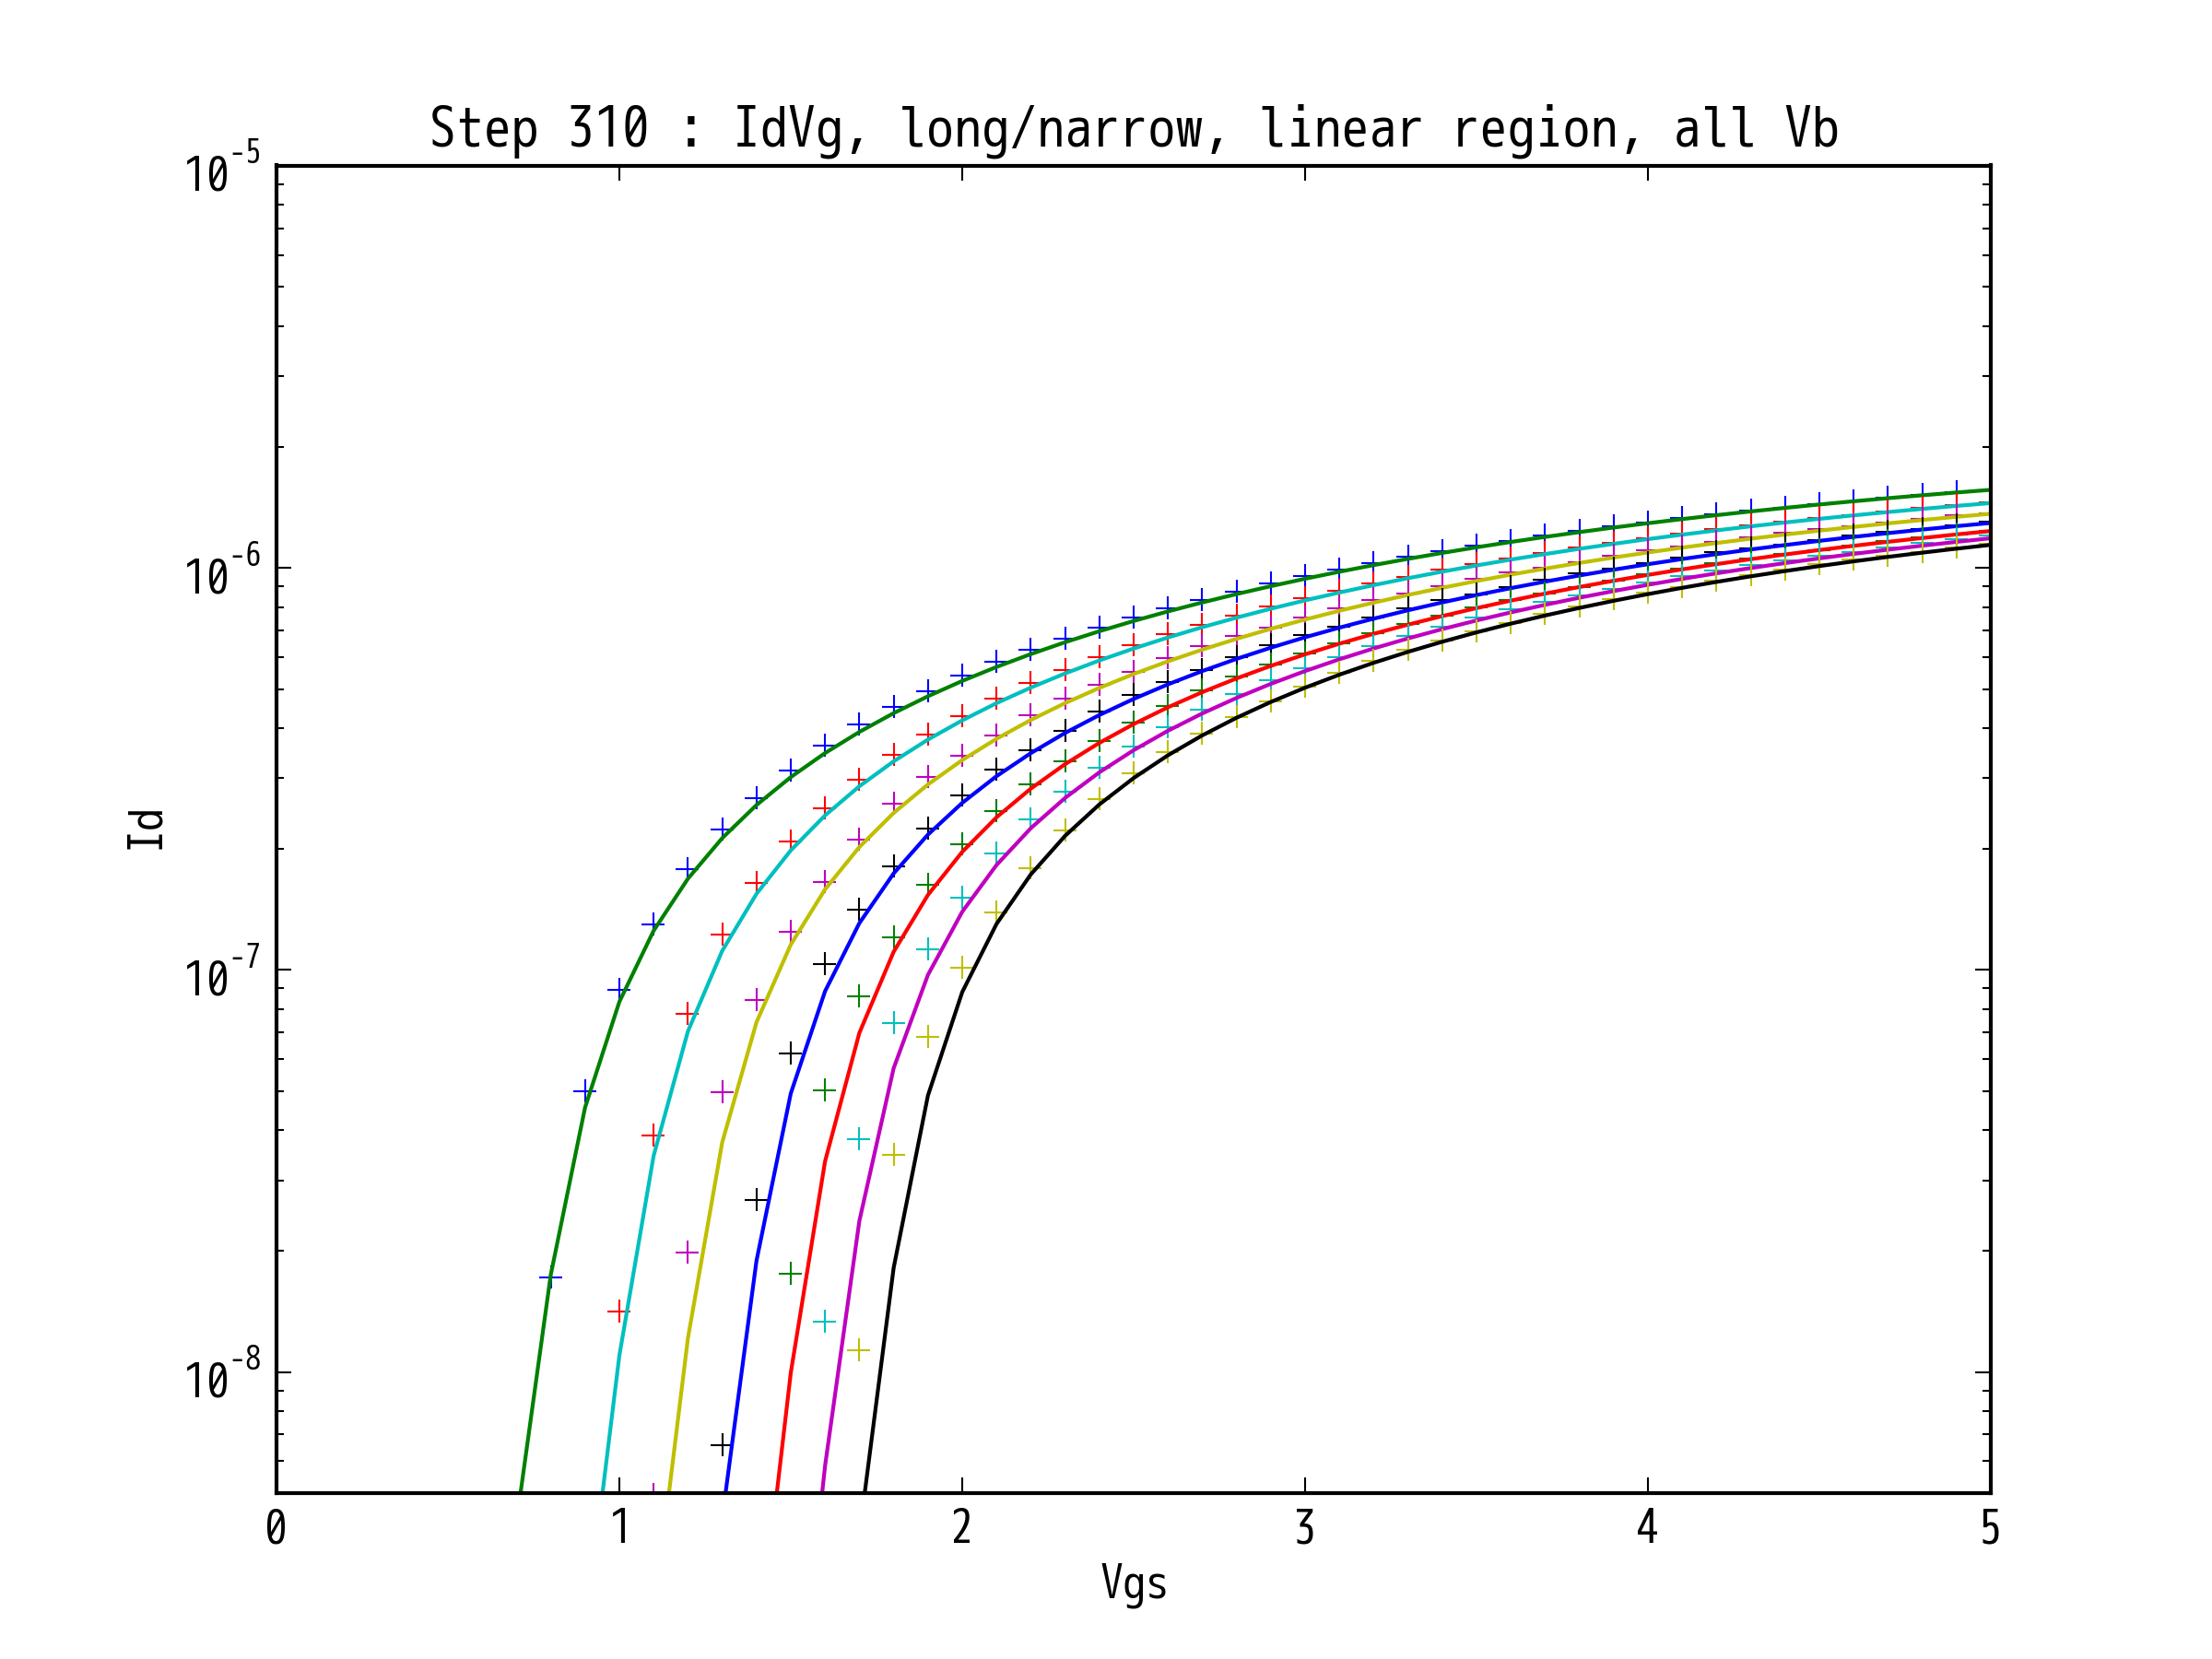 Step 310 : IdVg, long/narrow, linear region, all Vb
10^-5
10^-6
10^-7
10^-8
Id
0 1 2 3 4 5
Vgs